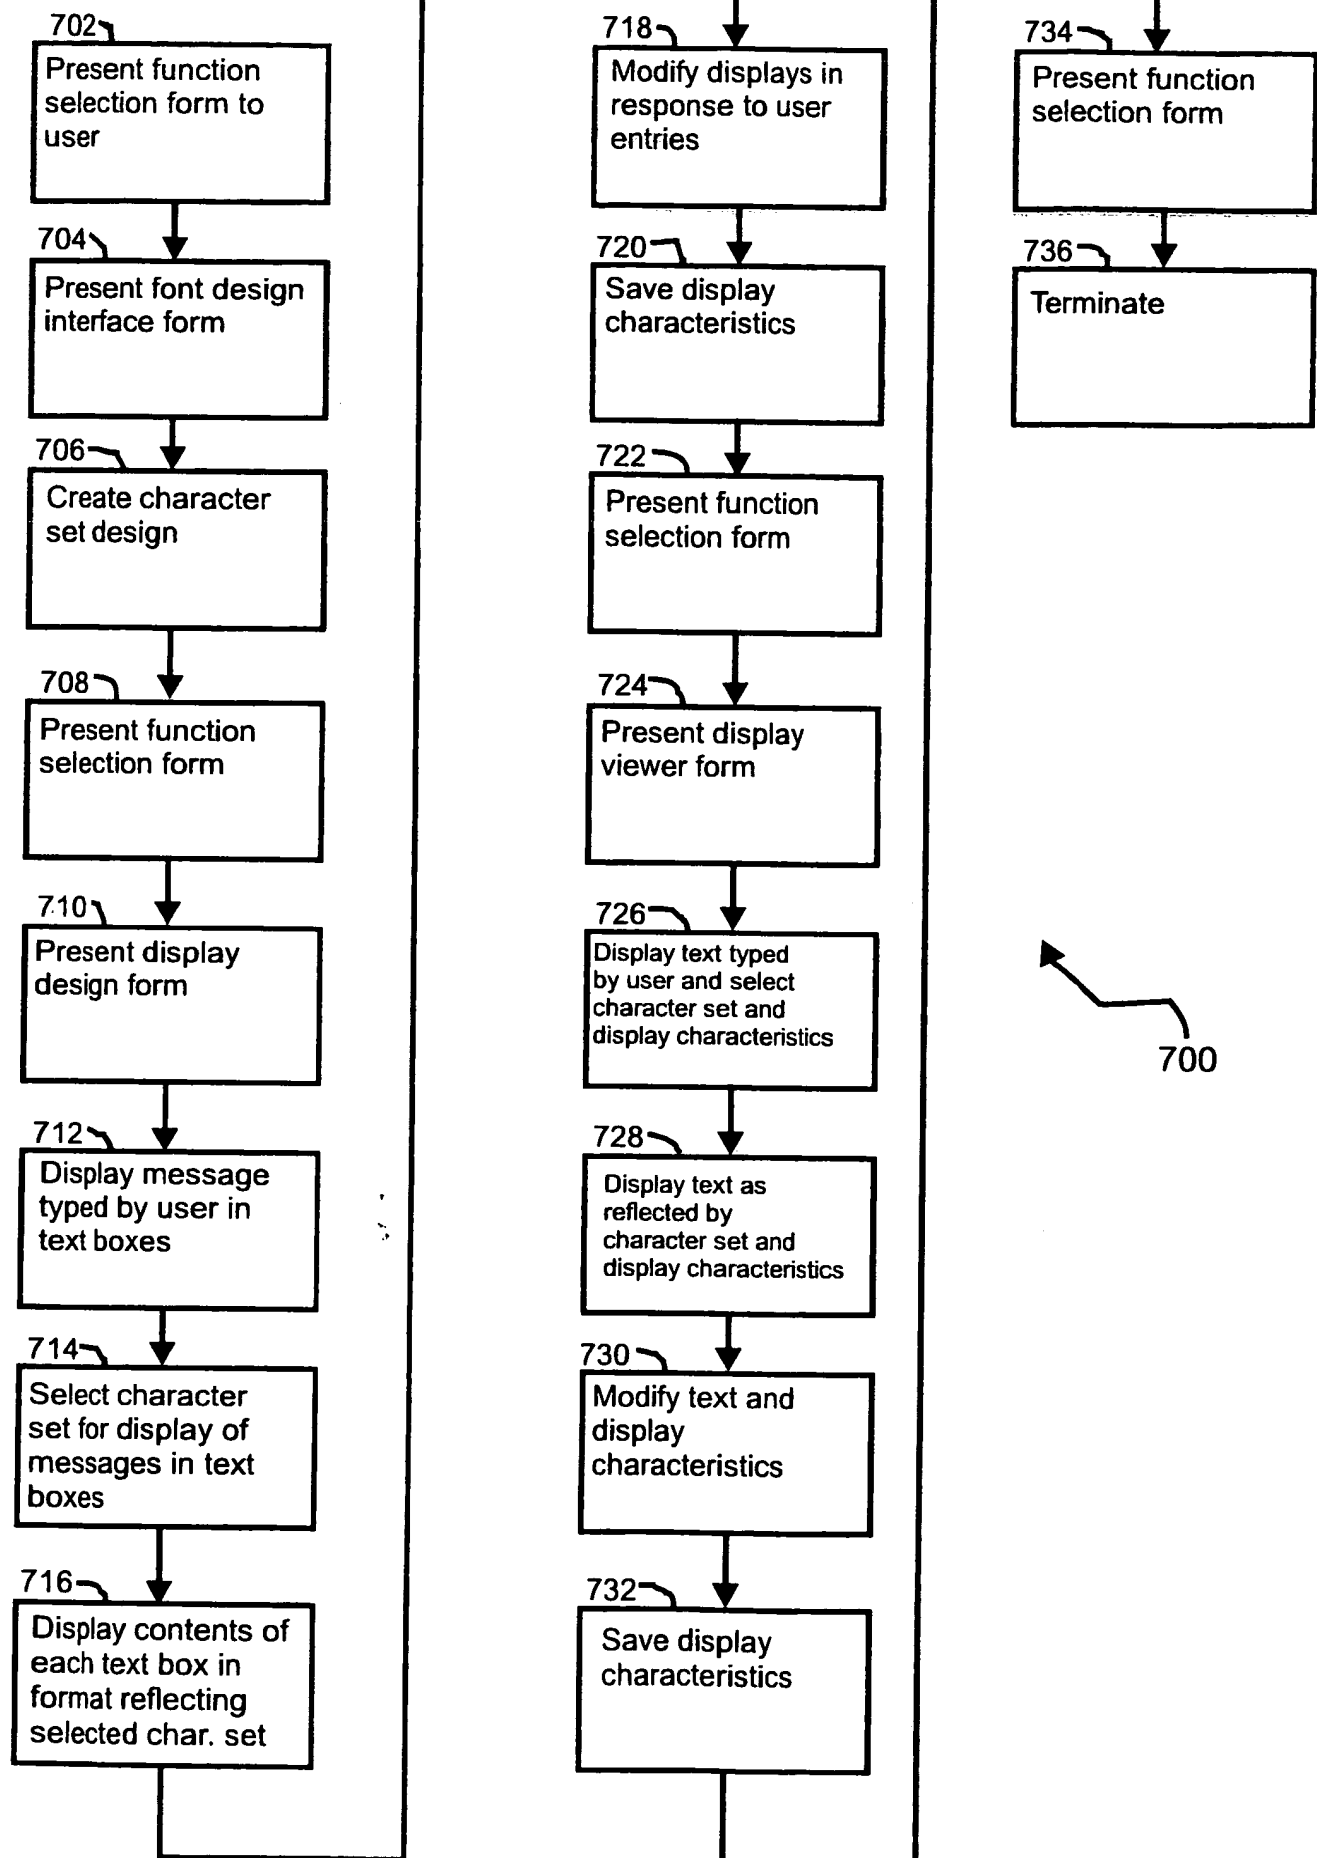 702
Present function
selection form to
user
704
Present font design
interface form
706
Create character
set design
708
Present function
selection form
710
Present display
design form
712
Display message
typed by user in
text boxes
714
Select character
set for display of
messages in text
boxes
716
Display contents of
each text box in
format reflecting
selected char. set
718
Modify displays in
response to user
entries
720
Save display
characteristics
722
Present function
selection form
724
Present display
viewer form
726
Display text typed
by user and select
character set and
display characteristics
728
Display text as
reflected by
character set and
display characteristics
730
Modify text and
display
characteristics
732
Save display
characteristics
734
Present function
selection form
736
Terminate
700